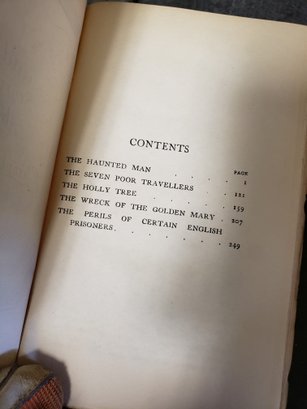 CONTENTS
PAGE
THE HAUNTED MAN . . . . 1
THE SEVEN POOR TRAVELLERS . . . 121
THE HOLLY TREE . . . . . 159
THE WRECK OF THE GOLDEN MARY . 207
THE PERILS OF CERTAIN ENGLISH
PRISONERS. . . . . . . 249